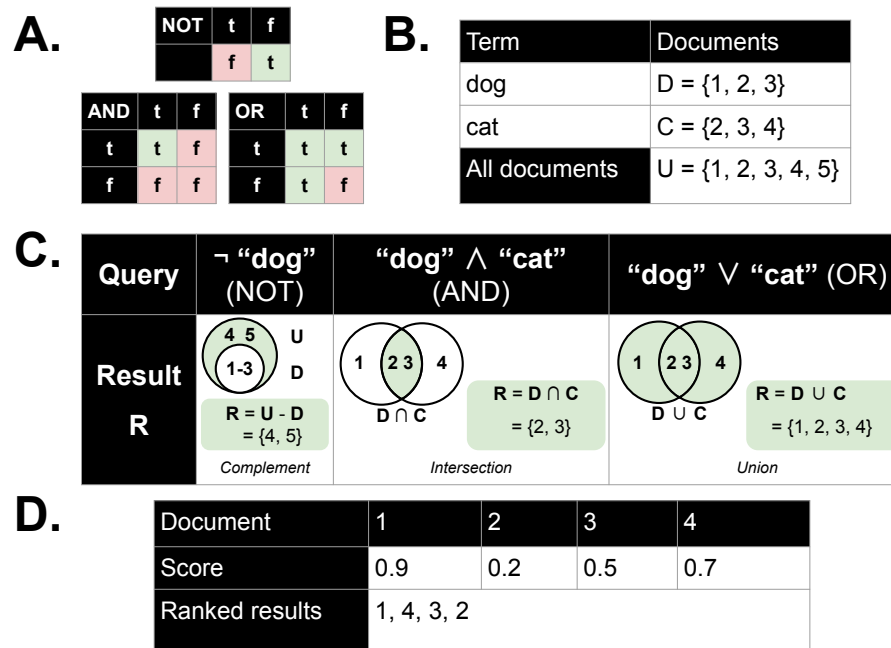 A.
NOT t f
f t
AND t f
t t f
f f f
OR t f
t t t
f t f
B.
Term Documents
dog D = {1, 2, 3}
cat C = {2, 3, 4}
All documents U = {1, 2, 3, 4, 5}
C.
Query
¬ “dog”
(NOT)
“dog” ∧ “cat”
(AND)
“dog” ∨ “cat” (OR)
Result
R
4 5 U
1-3 D
R = U - D
= {4, 5}
Complement
1 2 3 4
D ∩ C
R = D ∩ C
= {2, 3}
Intersection
1 2 3 4
D ∪ C
R = D ∪ C
= {1, 2, 3, 4}
Union
D.
Document 1 2 3 4
Score 0.9 0.2 0.5 0.7
Ranked results 1, 4, 3, 2